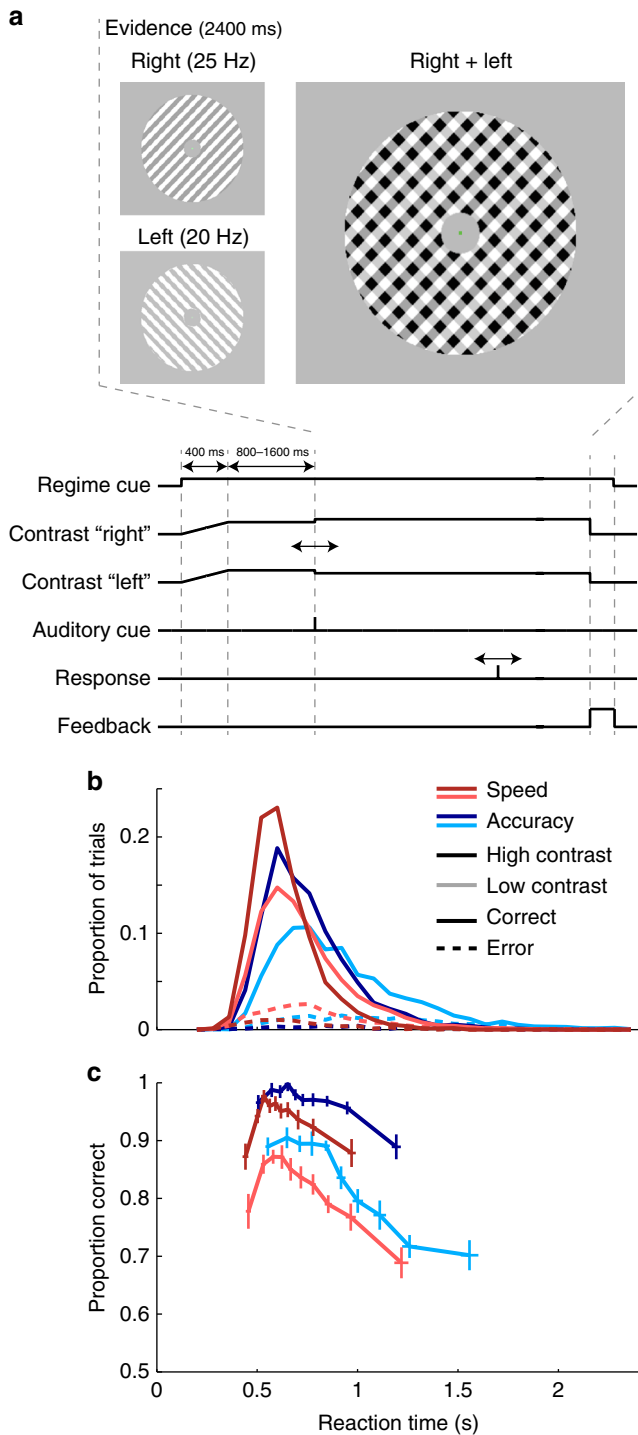 a
Evidence (2400 ms)
Right (25 Hz)
Right + left
Left (20 Hz)
400 ms
800–1600 ms
Regime cue
Contrast “right”
Contrast “left”
Auditory cue
Response
Feedback
b
Speed
Accuracy
High contrast
Low contrast
Correct
Error
0.2
0.1
0
Proportion of trials
c
1
0.9
0.8
0.7
0.6
0.5
Proportion correct
0
0.5
1
1.5
2
Reaction time (s)